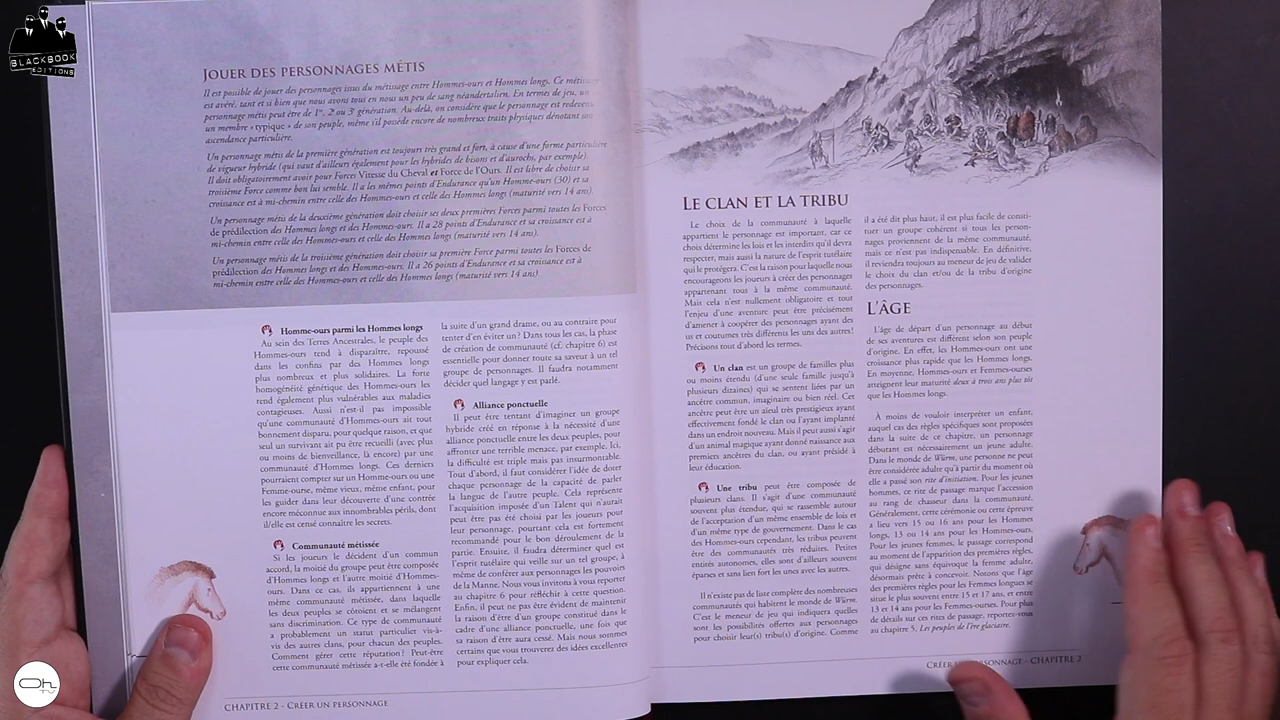 BLACKBOOK
EDITIONS
JOUER DES PERSONNAGES MÉTIS
Il est possible de jouer des personnages issus du métissage entre Hommes-ours et Hommes longs. Ce métissage
est avéré, tant et si bien que nous avons tous en nous un peu de sang néandertalien. En termes de jeu, un
personnage métis peut être de 1re, 2 ou 3e génération. Au-delà, on considère que le personnage est redevenu
un membre « typique » de son peuple, même s'il possède encore de nombreux traits physiques dénotant son
ascendance particulière.
Un personnage métis de la première génération est toujours très grand et fort, à cause d'une forme particulière
de vigueur hybride (qui vaut d'ailleurs également pour les hybrides de bisons et d'aurochs, par exemple).
Il doit obligatoirement avoir pour Forces Vitesse du Cheval et Force de l'Ours. Il est libre de choisir sa
troisième Force comme bon lui semble. Il a les mêmes points d'Endurance qu'un Homme-ours (30) et sa
croissance est à mi-chemin entre celle des Hommes-ours et celle des Hommes longs (maturité vers 14 ans).
Un personnage métis de la deuxième génération doit choisir ses deux premières Forces parmi toutes les Forces
de prédilection des Hommes longs et des Hommes-ours. Il a 28 points d'Endurance et sa croissance est à
mi-chemin entre celle des Hommes-ours et celle des Hommes longs (maturité vers 14 ans).
Un personnage métis de la troisième génération doit choisir sa première Force parmi toutes les Forces de
prédilection des Hommes longs et des Hommes-ours. Il a 26 points d'Endurance et sa croissance est à
mi-chemin entre celle des Hommes-ours et celle des Hommes longs (maturité vers 14 ans).
Homme-ours parmi les Hommes longs
Au sein des Terres Ancestrales, le peuple des
Hommes-ours tend à disparaître, repoussé
dans les confins par des Hommes longs
plus nombreux et plus solidaires. La forte
homogénéité génétique des Hommes-ours les
tend également plus vulnérables aux maladies
contagieuses. Aussi n'est-il pas impossible
qu'une communauté d'Hommes-ours ait tout
bonnement disparu, pour quelque raison, et que
seul un survivant ait pu être recueilli (avec plus
ou moins de bienveillance, là encore) par une
communauté d'Hommes longs. Ces derniers
pourraient compter sur un Homme-ours ou une
Femme-ourse, même vieux, même enfant, pour
les guider dans leur découverte d'une contrée
encore méconnue aux innombrables périls, dont
il/elle est censé connaître les secrets.
Communauté métissée
Si les joueurs le décident d'un commun
accord, la moitié du groupe peut être composée
d'Hommes longs et l'autre moitié d'Hommes-
ours. Dans ce cas, ils appartiennent à une
même communauté métissée, dans laquelle
les deux peuples se côtoient et se mélangent
sans discrimination. Ce type de communauté
a probablement un statut particulier vis-à-
vis des autres clans, pour chacun des peuples.
Comment gérer cette réputation ? Peut-être
cette communauté métissée a-t-elle été fondée à
la suite d'un grand drame, ou au contraire pour
tenter d'en éviter un ? Dans tous les cas, la phase
de création de communauté (cf. chapitre 6) est
essentielle pour donner toute sa saveur à un tel
groupe de personnages. Il faudra notamment
décider quel langage y est parlé.
Alliance ponctuelle
Il peut être tentant d'imaginer un groupe
hybride créé en réponse à la nécessité d'une
alliance ponctuelle entre les deux peuples, pour
affronter une terrible menace, par exemple. Ici,
la difficulté est triple mais pas insurmontable.
Tout d'abord, il faut considérer l'idée de doter
chaque personnage de la capacité de parler
la langue de l'autre peuple. Cela représente
l'acquisition imposée d'un Talent qui n'aurait
peut être pas été choisi par les joueurs pour
leur personnage, pourtant cela est fortement
recommandé pour le bon déroulement de la
partie. Ensuite, il faudra déterminer quel est
l'esprit tutélaire qui veille sur un tel groupe, à
même de conférer aux personnages les pouvoirs
de la Manne. Nous vous invitons à vous reporter
au chapitre 6 pour réfléchir à cette question.
Enfin, il peut ne pas être évident de maintenir
la raison d'être d'un groupe constitué dans le
cadre d'une alliance ponctuelle, une fois que
sa raison d'être aura cessé. Mais nous sommes
certains que vous trouverez des idées excellentes
pour expliquer cela.
CHAPITRE 2 - CRÉER UN PERSONNAGE
LE CLAN ET LA TRIBU
Le choix de la communauté à laquelle
appartient le personnage est important, car ce
choix détermine les lois et les interdits qu'il devra
respecter, mais aussi la nature de l'esprit tutélaire
qui le protégera. C'est la raison pour laquelle nous
encourageons les joueurs à créer des personnages
appartenant tous à la même communauté.
Mais cela n'est nullement obligatoire et tout
l'enjeu d'une aventure peut être précisément
d'amener à coopérer des personnages ayant des
us et coutumes très différents les uns des autres !
Précisons tout d'abord les termes.
Un clan est un groupe de familles plus
ou moins étendu (d'une seule famille jusqu'à
plusieurs dizaines) qui se sentent liées par un
ancêtre commun, imaginaire ou bien réel. Cet
ancêtre peut être un aïeul très prestigieux ayant
effectivement fondé le clan ou l'ayant implanté
dans un endroit nouveau. Mais il peut aussi s'agir
d'un animal magique ayant donné naissance aux
premiers ancêtres du clan, ou ayant présidé à
leur éducation.
Une tribu peut être composée de
plusieurs clans. Il s'agit d'une communauté
souvent plus étendue, qui se rassemble autour
de l'acceptation d'un même ensemble de lois et
d'un même type de gouvernement. Dans le cas
des Hommes-ours cependant, les tribus peuvent
être des communautés très réduites. Petites
entités autonomes, elles sont d'ailleurs souvent
éparses et sans lien fort les unes avec les autres.
Il n'existe pas de liste complète des nombreuses
communautés qui habitent le monde de Würm.
C'est le meneur de jeu qui indiquera quelles
sont les possibilités offertes aux personnages
pour choisir leur(s) tribu(s) d'origine. Comme
il a été dit plus haut, il est plus facile de consti-
tuer un groupe cohérent si tous les person-
nages proviennent de la même communauté,
mais ce n'est pas indispensable. En définitive,
il reviendra toujours au meneur de jeu de valider
le choix du clan et/ou de la tribu d'origine
des personnages.
L'ÂGE
L'âge de départ d'un personnage au début
de ses aventures est différent selon son peuple
d'origine. En effet, les Hommes-ours ont une
croissance plus rapide que les Hommes longs.
En moyenne, Hommes-ours et Femmes-ourses
atteignent leur maturité deux à trois ans plus tôt
que les Hommes longs.
À moins de vouloir interpréter un enfant,
auquel cas des règles spécifiques sont proposées
dans la suite de ce chapitre, un personnage
débutant est nécessairement un jeune adulte.
Dans le monde de Würm, une personne ne peut
être considérée adulte qu'à partir du moment où
elle a passé son rite d'initiation. Pour les jeunes
hommes, ce rite de passage marque l'accession
au rang de chasseur dans la communauté.
Généralement, cette cérémonie ou cette épreuve
a lieu vers 15 ou 16 ans pour les Hommes
longs, 13 ou 14 ans pour les Hommes-ours.
Pour les jeunes femmes, le passage correspond
au moment de l'apparition des premières règles,
qui désigne sans équivoque la femme adulte,
désormais prête à concevoir. Notons que l'âge
des premières règles pour les Femmes longues se
situe le plus souvent entre 15 et 17 ans, et entre
13 et 14 ans pour les Femmes-ourses. Pour plus
de détails sur ces rites de passage, reportez-vous
au chapitre 5, Les peuples de l'ère glaciaire.
CRÉER UN PERSONNAGE - CHAPITRE 2
Oh
TV